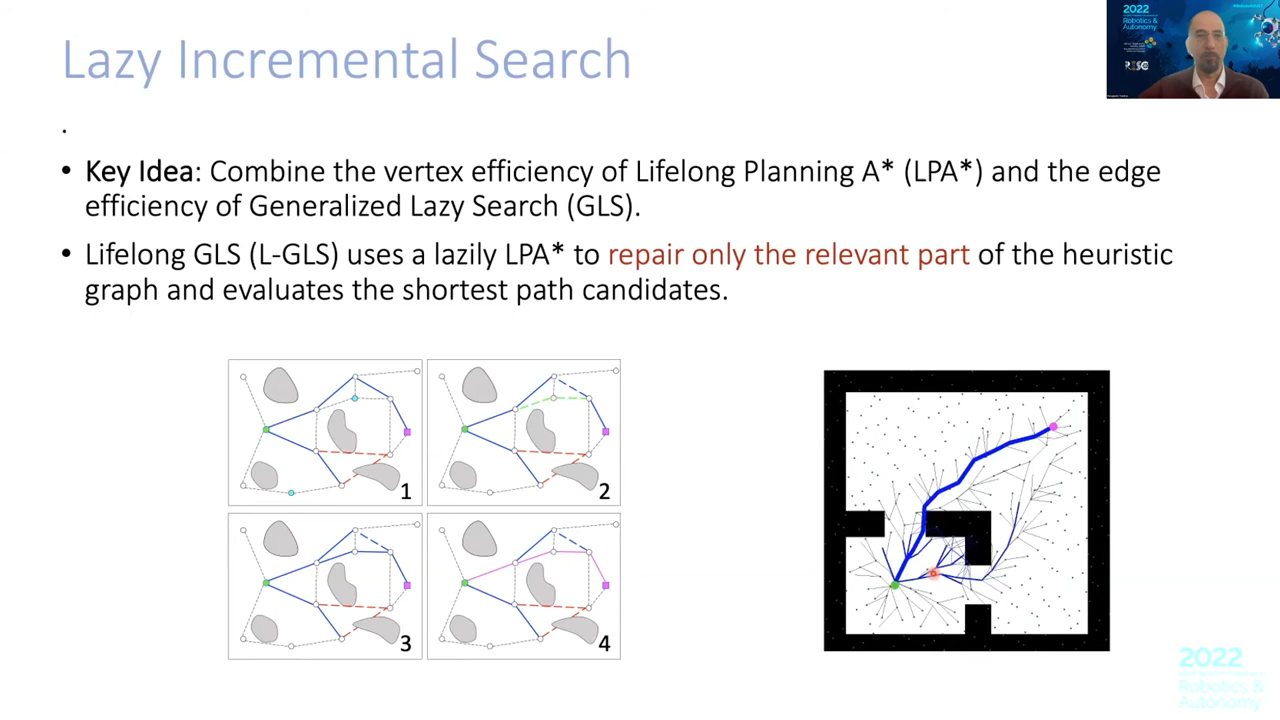 Lazy Incremental Search
.
• Key Idea: Combine the vertex efficiency of Lifelong Planning A* (LPA*) and the edge
efficiency of Generalized Lazy Search (GLS).
• Lifelong GLS (L-GLS) uses a lazily LPA* to repair only the relevant part of the heuristic
graph and evaluates the shortest path candidates.
1
2
3
4
2022
Robotics &
Autonomy
2022
Robotics &
Autonomy